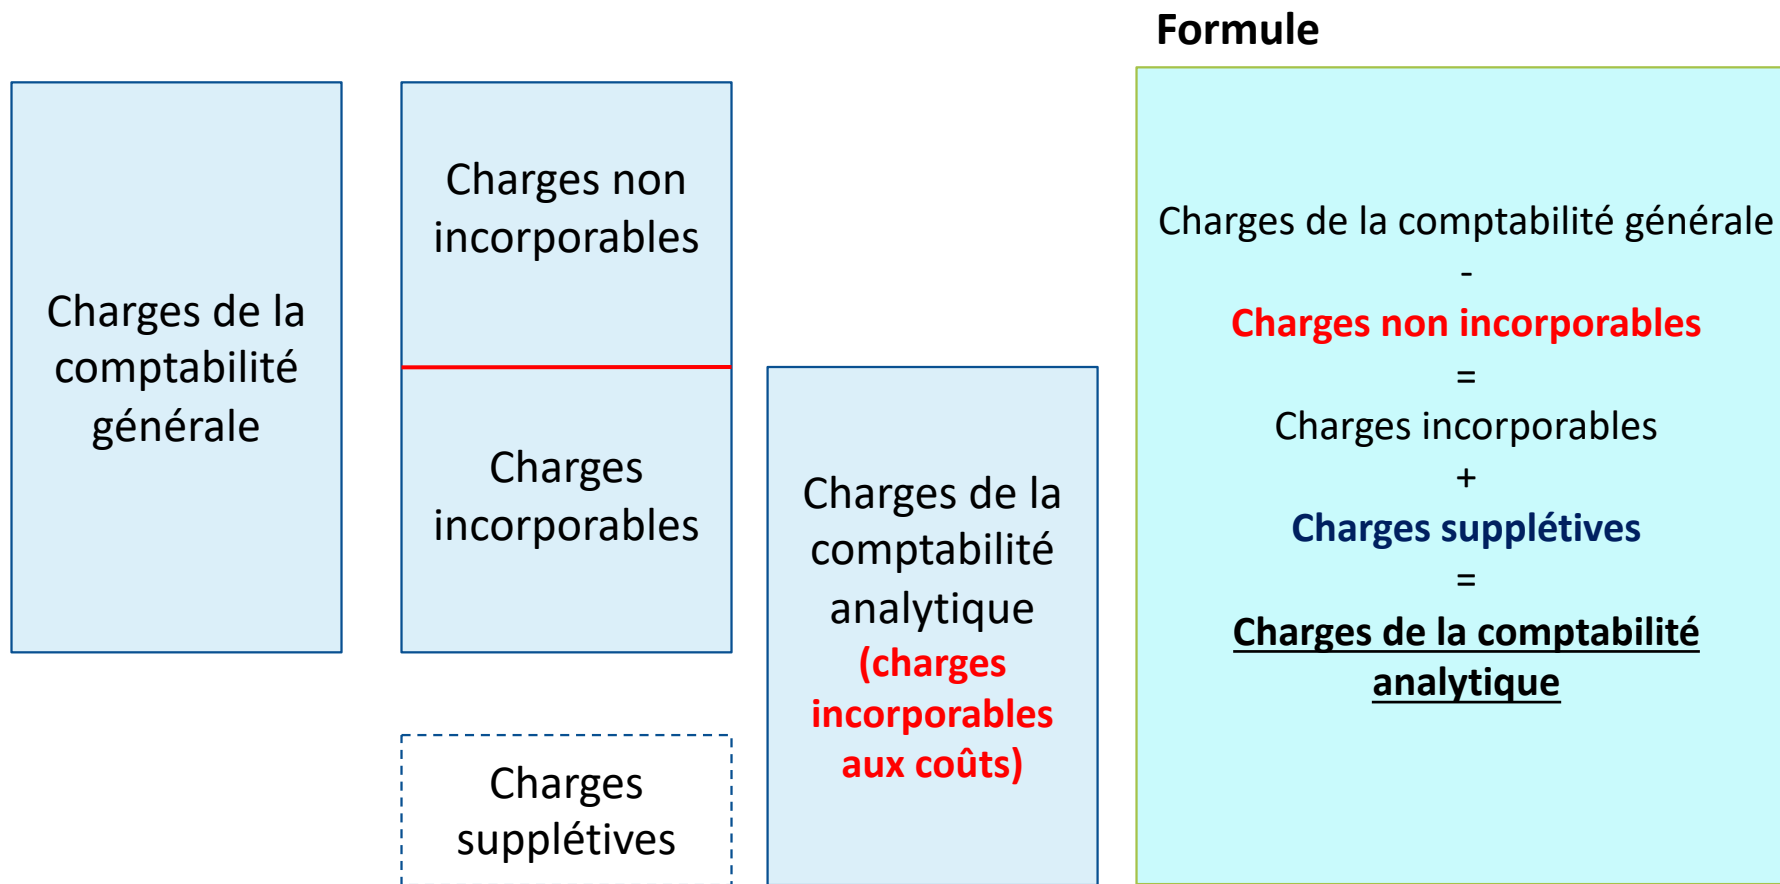 Formule
Charges de la
comptabilité
générale
Charges non
incorporables
Charges
incorporables
Charges
supplétives
Charges de la
comptabilité
analytique
(charges
incorporables
aux coûts)
Charges de la comptabilité générale
-
Charges non incorporables
=
Charges incorporables
+
Charges supplétives
=
Charges de la comptabilité
analytique